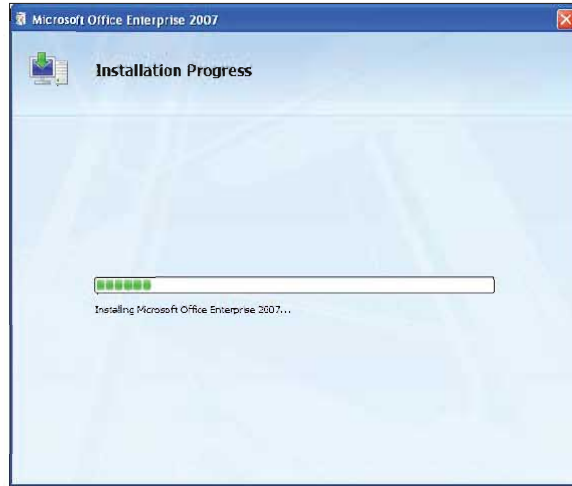 Microsoft Office Enterprise 2007
Installation Progress
Installing Microsoft Office Enterprise 2007...